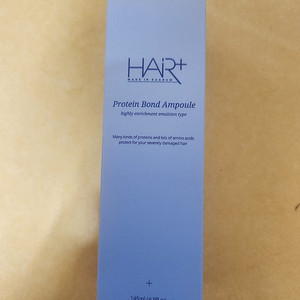 HAIR+
MADE IN RAEROW
Protein Bond Ampoule
highly enrichment emulsion type
Many kinds of proteins and lots of amino acids
protect for your severely damaged hair
+